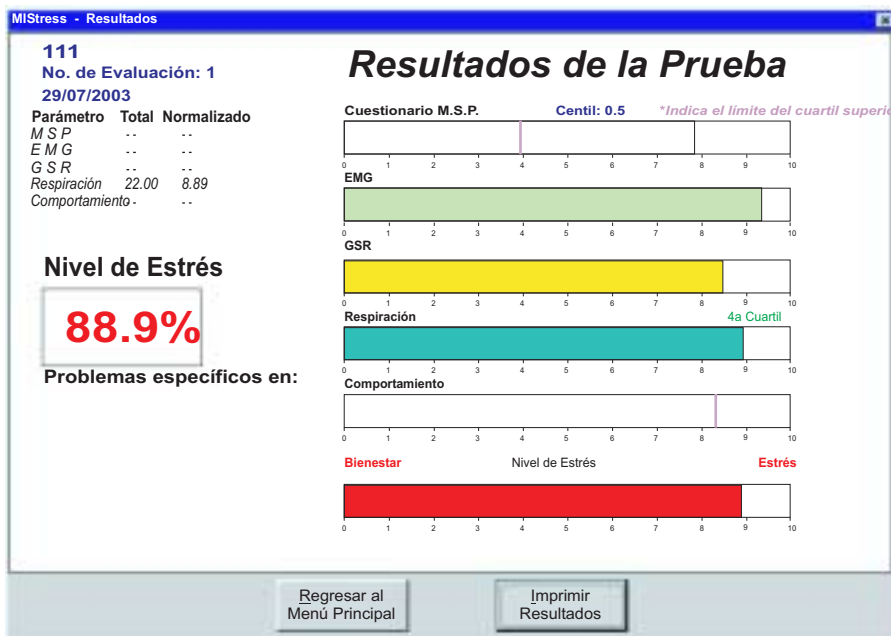 MIStress - Resultados
111
No. de Evaluación: 1
29/07/2003
Parámetro Total Normalizado
M S P -- --
E M G -- --
G S R -- --
Respiración 22.00 8.89
Comportamiento -- --
Nivel de Estrés
88.9%
Problemas específicos en:
Resultados de la Prueba
Cuestionario M.S.P. Centil: 0.5 *Indica el límite del cuartil superio
0 1 2 3 4 5 6 7 8 9 10
EMG
0 1 2 3 4 5 6 7 8 9 10
GSR
0 1 2 3 4 5 6 7 8 9 10
Respiración 4a Cuartil
0 1 2 3 4 5 6 7 8 9 10
Comportamiento
0 1 2 3 4 5 6 7 8 9 10
Bienestar Nivel de Estrés Estrés
0 1 2 3 4 5 6 7 8 9 10
Regresar al
Menú Principal
Imprimir
Resultados